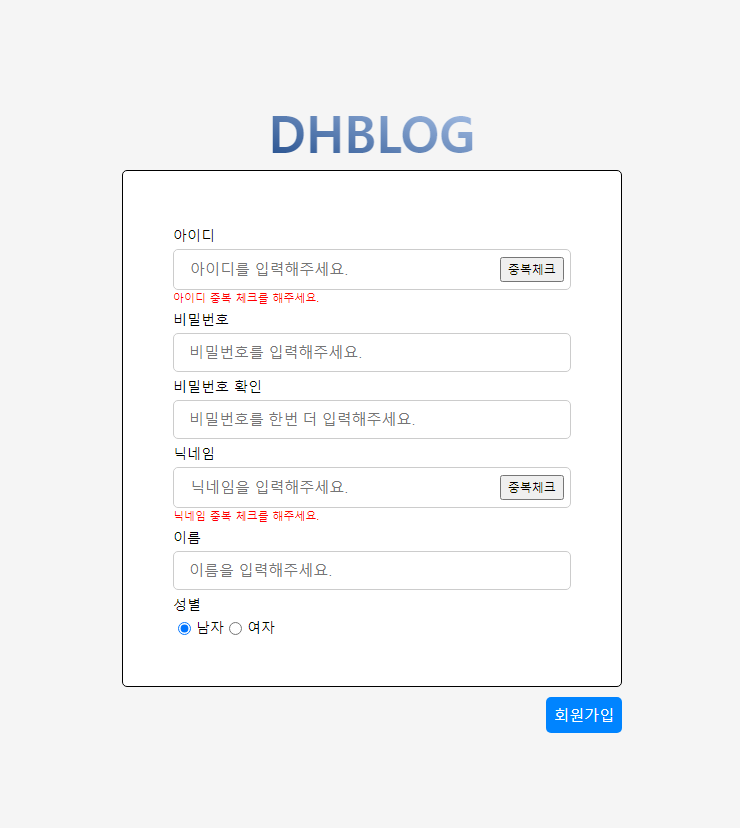 DHBLOG
아이디
아이디를 입력해주세요. 중복체크
아이디 중복 체크를 해주세요.
비밀번호
비밀번호를 입력해주세요.
비밀번호 확인
비밀번호를 한번 더 입력해주세요.
닉네임
닉네임을 입력해주세요. 중복체크
닉네임 중복 체크를 해주세요.
이름
이름을 입력해주세요.
성별
남자 여자
회원가입